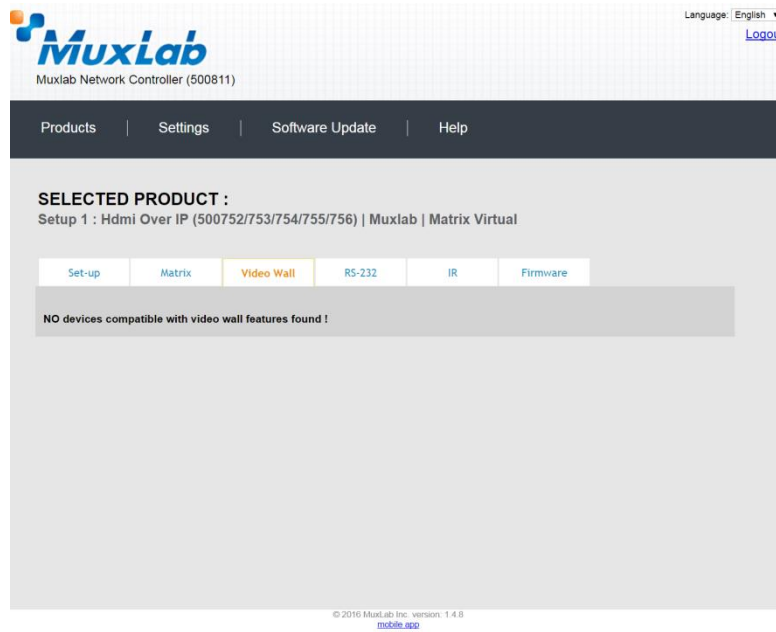 Language: English
Logou
MuxLab
Muxlab Network Controller (500811)
Products | Settings | Software Update | Help
SELECTED PRODUCT :
Setup 1 : Hdmi Over IP (500752/753/754/755/756) | Muxlab | Matrix Virtual
Set-up Matrix Video Wall RS-232 IR Firmware
NO devices compatible with video wall features found !
© 2016 MuxLab Inc. version: 1.4.8
mobile app